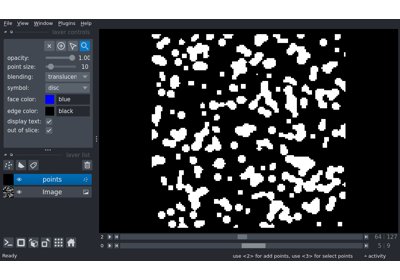 File View Window Plugins Help
layer controls
opacity: 1.00
point size: 10
blending: translucen
symbol: disc
face color: blue
edge color: black
display text:
out of slice:
layer list
points
Image
2 64 127
0 5 9
Ready use <2> for add points, use <3> for select points activity